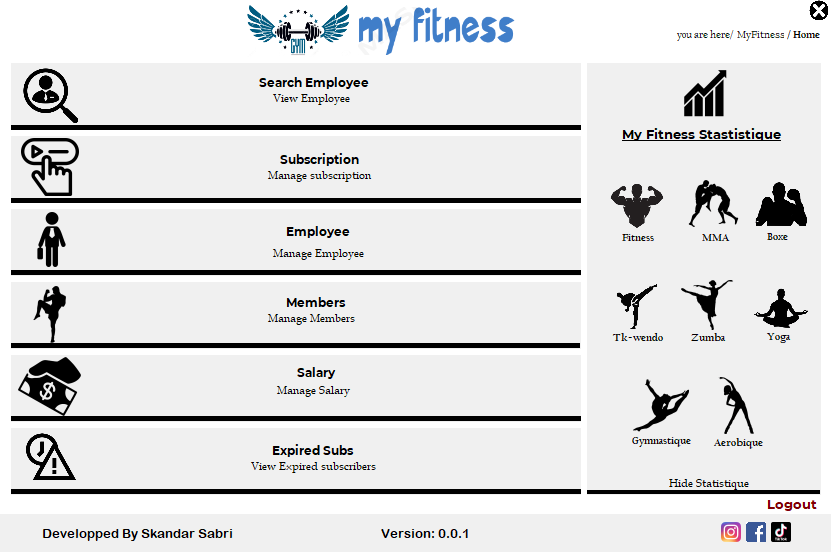 GYM
my fitness
you are here/ MyFitness / Home
Search Employee
View Employee
Subscription
Manage subscription
Employee
Manage Employee
Members
Manage Members
Salary
Manage Salary
Expired Subs
View Expired subscribers
My Fitness Stastistique
Fitness
MMA
Boxe
Tk-wendo
Zumba
Yoga
Gymnastique
Aerobique
Hide Statistique
Logout
Developped By Skandar Sabri
Version: 0.0.1